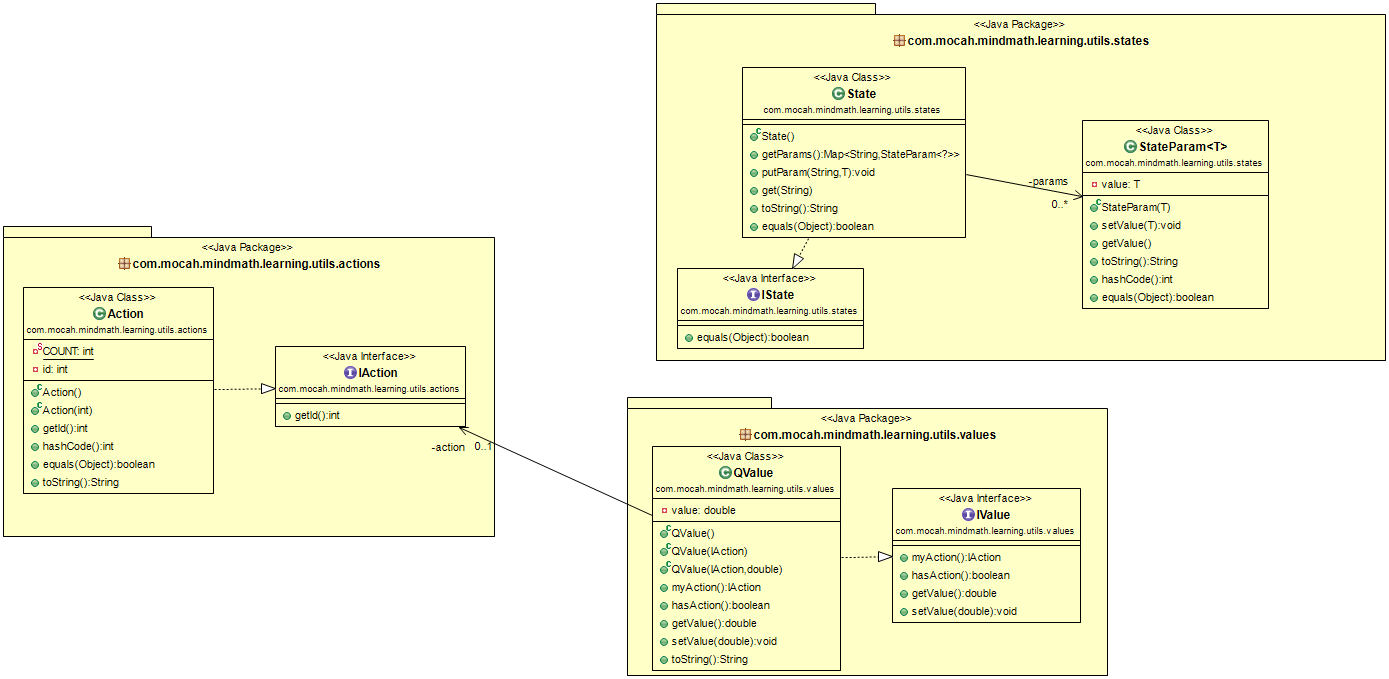 <<Java Package>>
com.mocah.mindmath.learning.utils.states
<<Java Class>>
State
com.mocah.mindmath.learning.utils.states
State()
getParams():Map<String,StateParam<?>>
putParam(String,T):void
get(String)
toString():String
equals(Object):boolean
-params
0..*
<<Java Class>>
StateParam<T>
com.mocah.mindmath.learning.utils.states
value: T
StateParam(T)
setValue(T):void
getValue()
toString():String
hashCode():int
equals(Object):boolean
<<Java Interface>>
IState
com.mocah.mindmath.learning.utils.states
equals(Object):boolean
<<Java Package>>
com.mocah.mindmath.learning.utils.actions
<<Java Class>>
Action
com.mocah.mindmath.learning.utils.actions
COUNT: int
id: int
Action()
Action(int)
getId():int
hashCode():int
equals(Object):boolean
toString():String
<<Java Interface>>
IAction
com.mocah.mindmath.learning.utils.actions
getId():int
-action 0..1
<<Java Package>>
com.mocah.mindmath.learning.utils.values
<<Java Class>>
QValue
com.mocah.mindmath.learning.utils.values
value: double
QValue()
QValue(IAction)
QValue(IAction,double)
myAction():IAction
hasAction():boolean
getValue():double
setValue(double):void
toString():String
<<Java Interface>>
IValue
com.mocah.mindmath.learning.utils.values
myAction():IAction
hasAction():boolean
getValue():double
setValue(double):void